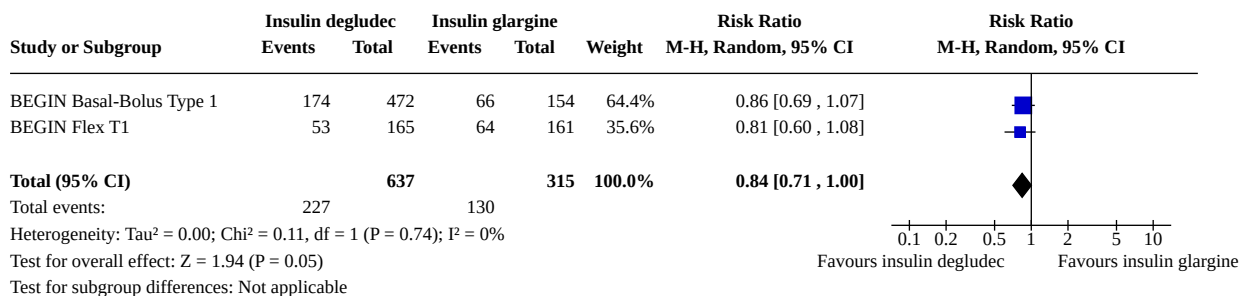 Insulin degludec Insulin glargine Risk Ratio Risk Ratio
Study or Subgroup Events Total Events Total Weight M-H, Random, 95% CI M-H, Random, 95% CI
BEGIN Basal-Bolus Type 1 174 472 66 154 64.4% 0.86 [0.69 , 1.07]
BEGIN Flex T1 53 165 64 161 35.6% 0.81 [0.60 , 1.08]
Total (95% CI) 637 315 100.0% 0.84 [0.71 , 1.00]
Total events: 227 130
Heterogeneity: Tau² = 0.00; Chi² = 0.11, df = 1 (P = 0.74); I² = 0%
0.1 0.2 0.5 1 2 5 10
Test for overall effect: Z = 1.94 (P = 0.05) Favours insulin degludec Favours insulin glargine
Test for subgroup differences: Not applicable